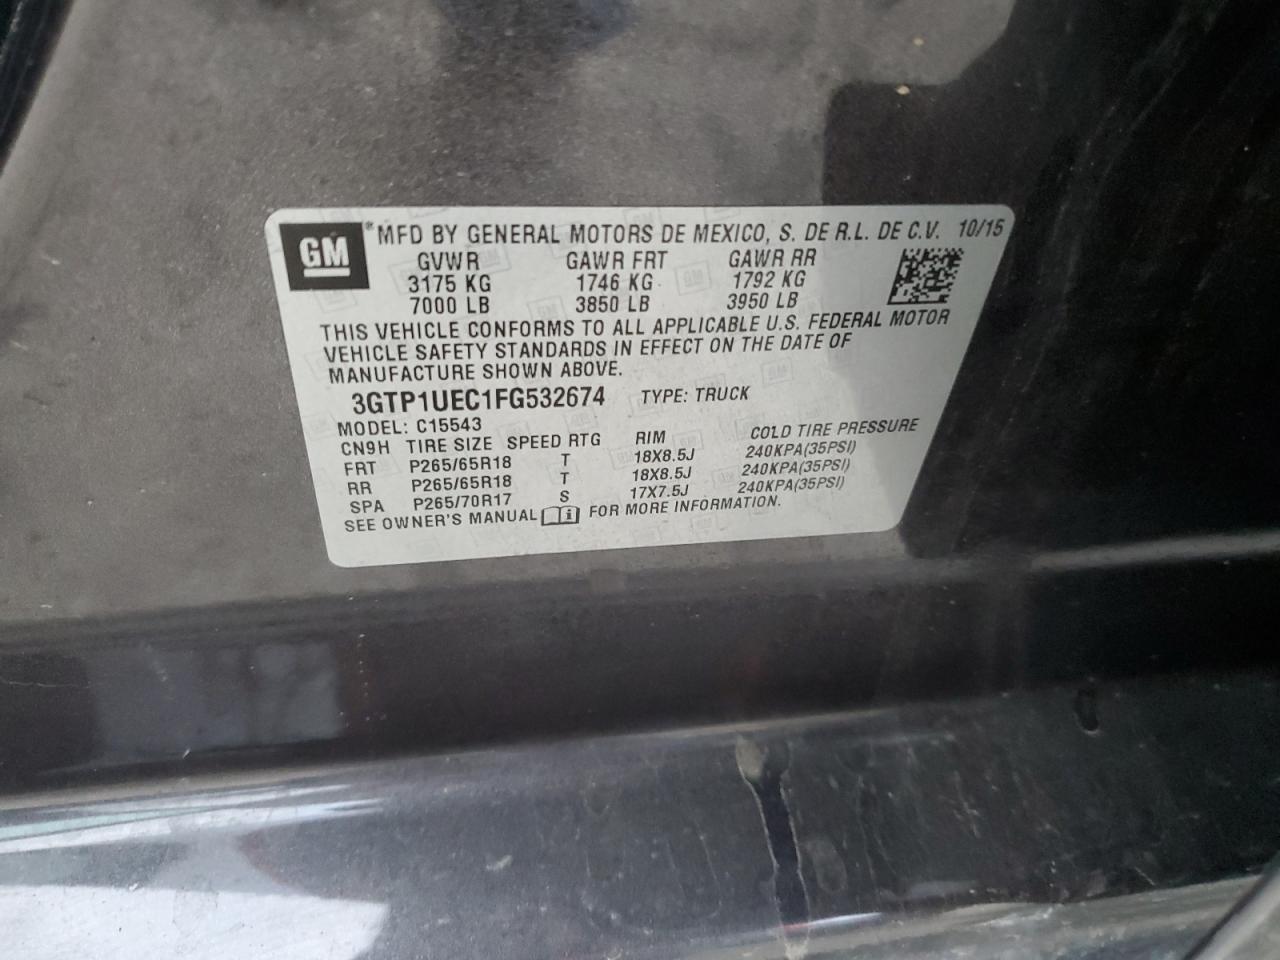 GM ® MFD BY GENERAL MOTORS DE MEXICO, S. DE R.L. DE C.V. 10/15
GVWR GAWR FRT GAWR RR
3175 KG 1746 KG 1792 KG
7000 LB 3850 LB 3950 LB
THIS VEHICLE CONFORMS TO ALL APPLICABLE U.S. FEDERAL MOTOR
VEHICLE SAFETY STANDARDS IN EFFECT ON THE DATE OF
MANUFACTURE SHOWN ABOVE.
3GTP1UEC1FG532674 TYPE: TRUCK
MODEL: C15543
CN9H TIRE SIZE SPEED RTG RIM COLD TIRE PRESSURE
FRT P265/65R18 T 18X8.5J 240KPA(35PSI)
RR P265/65R18 T 18X8.5J 240KPA(35PSI)
SPA P265/70R17 S 17X7.5J 240KPA(35PSI)
SEE OWNER'S MANUAL i FOR MORE INFORMATION.